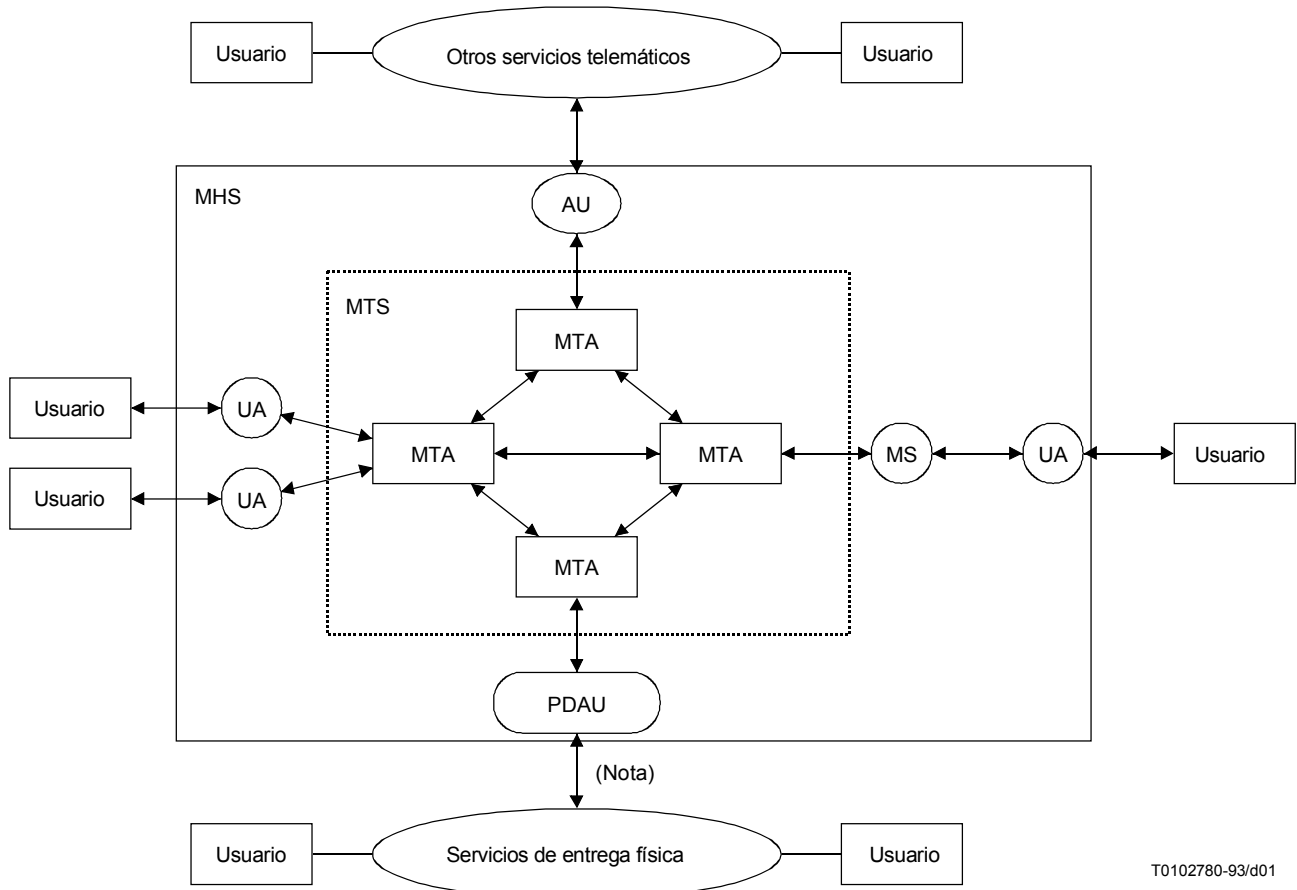 Usuario
Otros servicios telemáticos
Usuario
MHS
AU
MTS
MTA
Usuario
UA
MTA
MTA
MS
UA
Usuario
Usuario
UA
MTA
PDAU
(Nota)
Usuario
Servicios de entrega física
Usuario
T0102780-93/d01